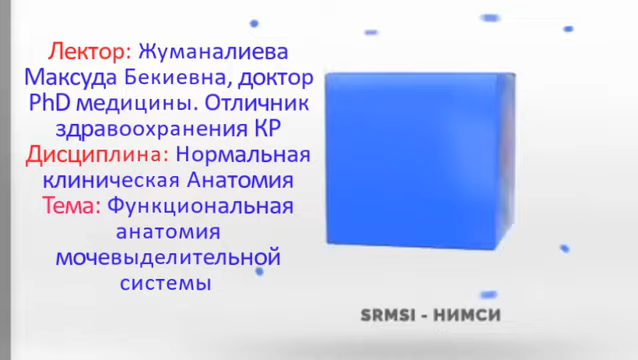 Лектор: Жуманалиева
Максуда Бекиевна, доктор
PhD медицины. Отличник
здравоохранения КР
Дисциплина: Нормальная
клиническая Анатомия
Тема: Функциональная
анатомия
мочевыделительной
системы
SRMSI - НИМСИ